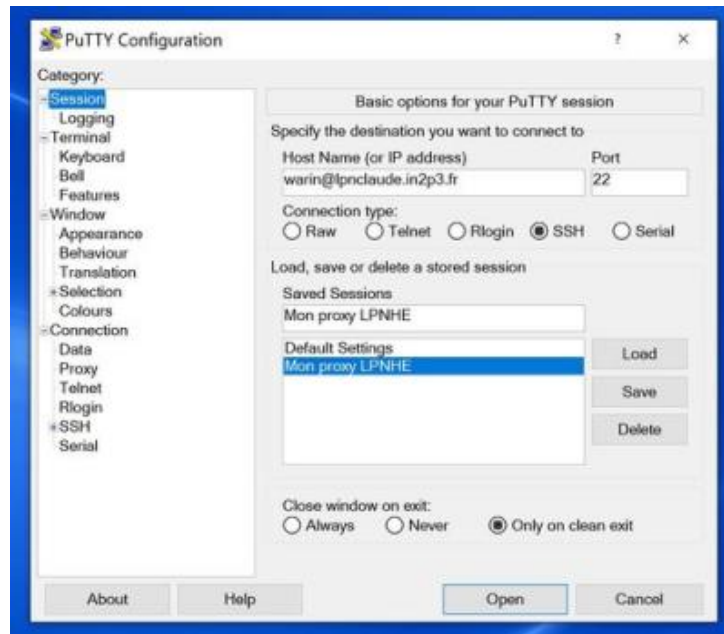 PuTTY Configuration
? ×
Category:
Session
Logging
Terminal
Keyboard
Bell
Features
Window
Appearance
Behaviour
Translation
Selection
Colours
Connection
Data
Proxy
Telnet
Rlogin
SSH
Serial
Basic options for your PuTTY session
Specify the destination you want to connect to
Host Name (or IP address) Port
warin@lpnclaude.in2p3.fr 22
Connection type:
Raw Telnet Rlogin SSH Serial
Load, save or delete a stored session
Saved Sessions
Mon proxy LPNHE
Default Settings
Mon proxy LPNHE
Load
Save
Delete
Close window on exit:
Always Never Only on clean exit
About Help Open Cancel